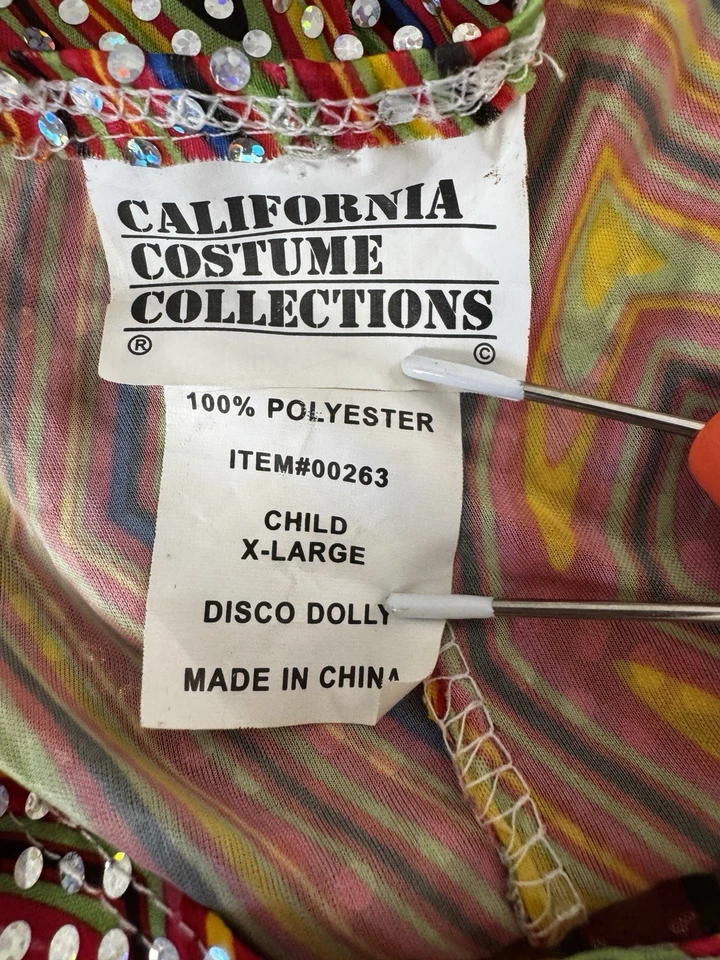 CALIFORNIA
COSTUME
COLLECTIONS
® ©
100% POLYESTER
ITEM#00263
CHILD
X-LARGE
DISCO DOLLY
MADE IN CHINA